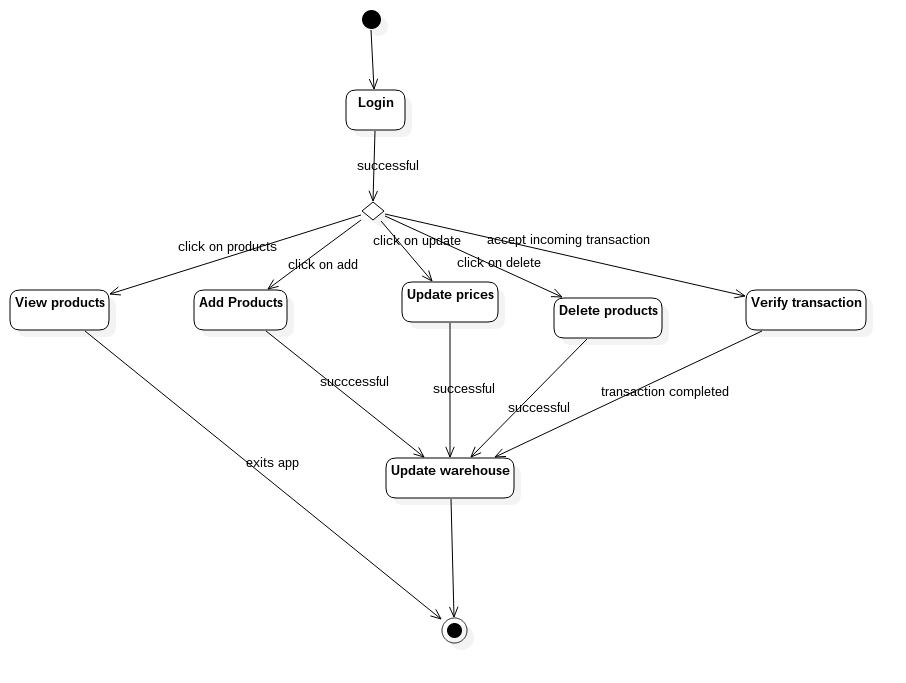 Login
successful
click on products
click on add
click on update
click on delete
accept incoming transaction
View products
Add Products
Update prices
Delete products
Verify transaction
succcessful
successful
successful
transaction completed
exits app
Update warehouse